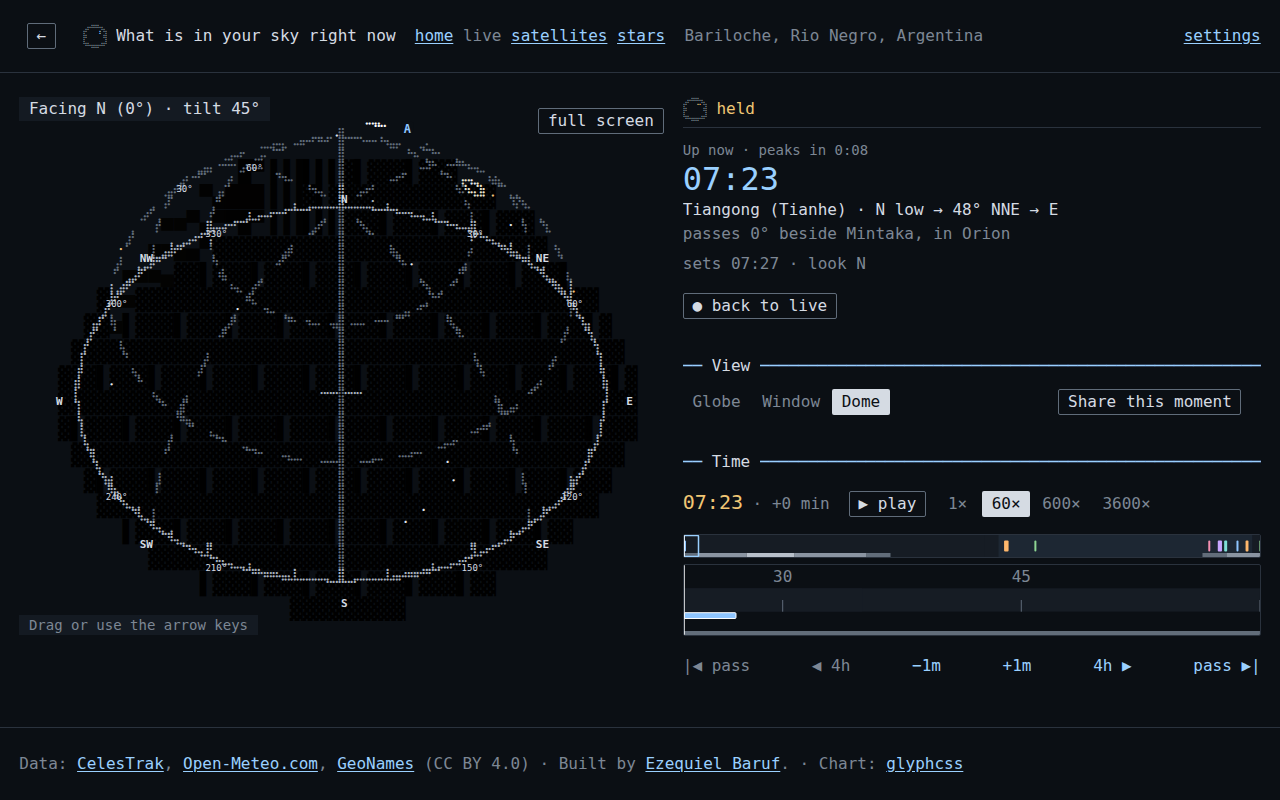 ← What is in your sky right now home live satellites stars Bariloche, Rio Negro, Argentina settings
Facing N (0°) · tilt 45°
full screen
A
60°
30°
N
330°
30°
NW
NE
300°
60°
W
E
240°
120°
SW
SE
210°
150°
S
Drag or use the arrow keys
held
Up now · peaks in 0:08
07:23
Tiangong (Tianhe) · N low → 48° NNE → E
passes 0° beside Mintaka, in Orion
sets 07:27 · look N
● back to live
View
Globe Window Dome Share this moment
Time
07:23 · +0 min ▶ play 1× 60× 600× 3600×
30 45
|◀ pass ◀ 4h −1m +1m 4h ▶ pass ▶|
Data: CelesTrak, Open-Meteo.com, GeoNames (CC BY 4.0) · Built by Ezequiel Baruf. · Chart: glyphcss